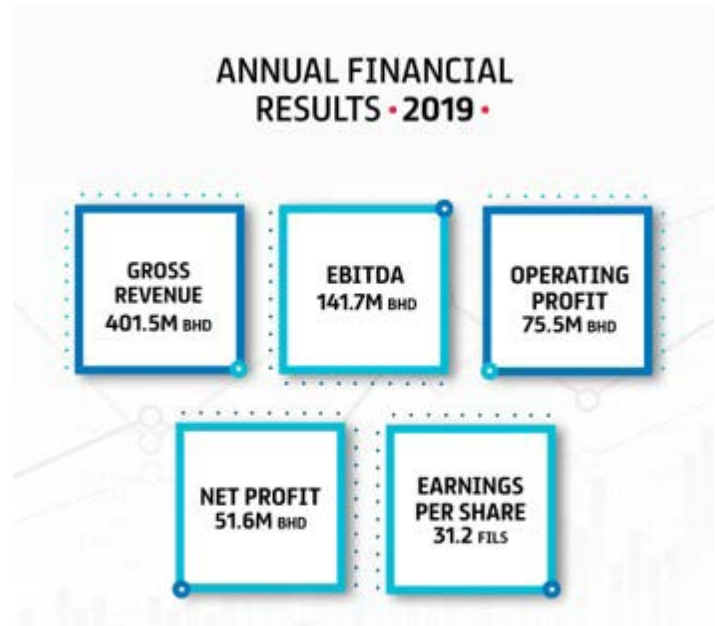 ANNUAL FINANCIAL
RESULTS • 2019 •
GROSS
REVENUE
401.5M BHD
EBITDA
141.7M BHD
OPERATING
PROFIT
75.5M BHD
NET PROFIT
51.6M BHD
EARNINGS
PER SHARE
31.2 FILS